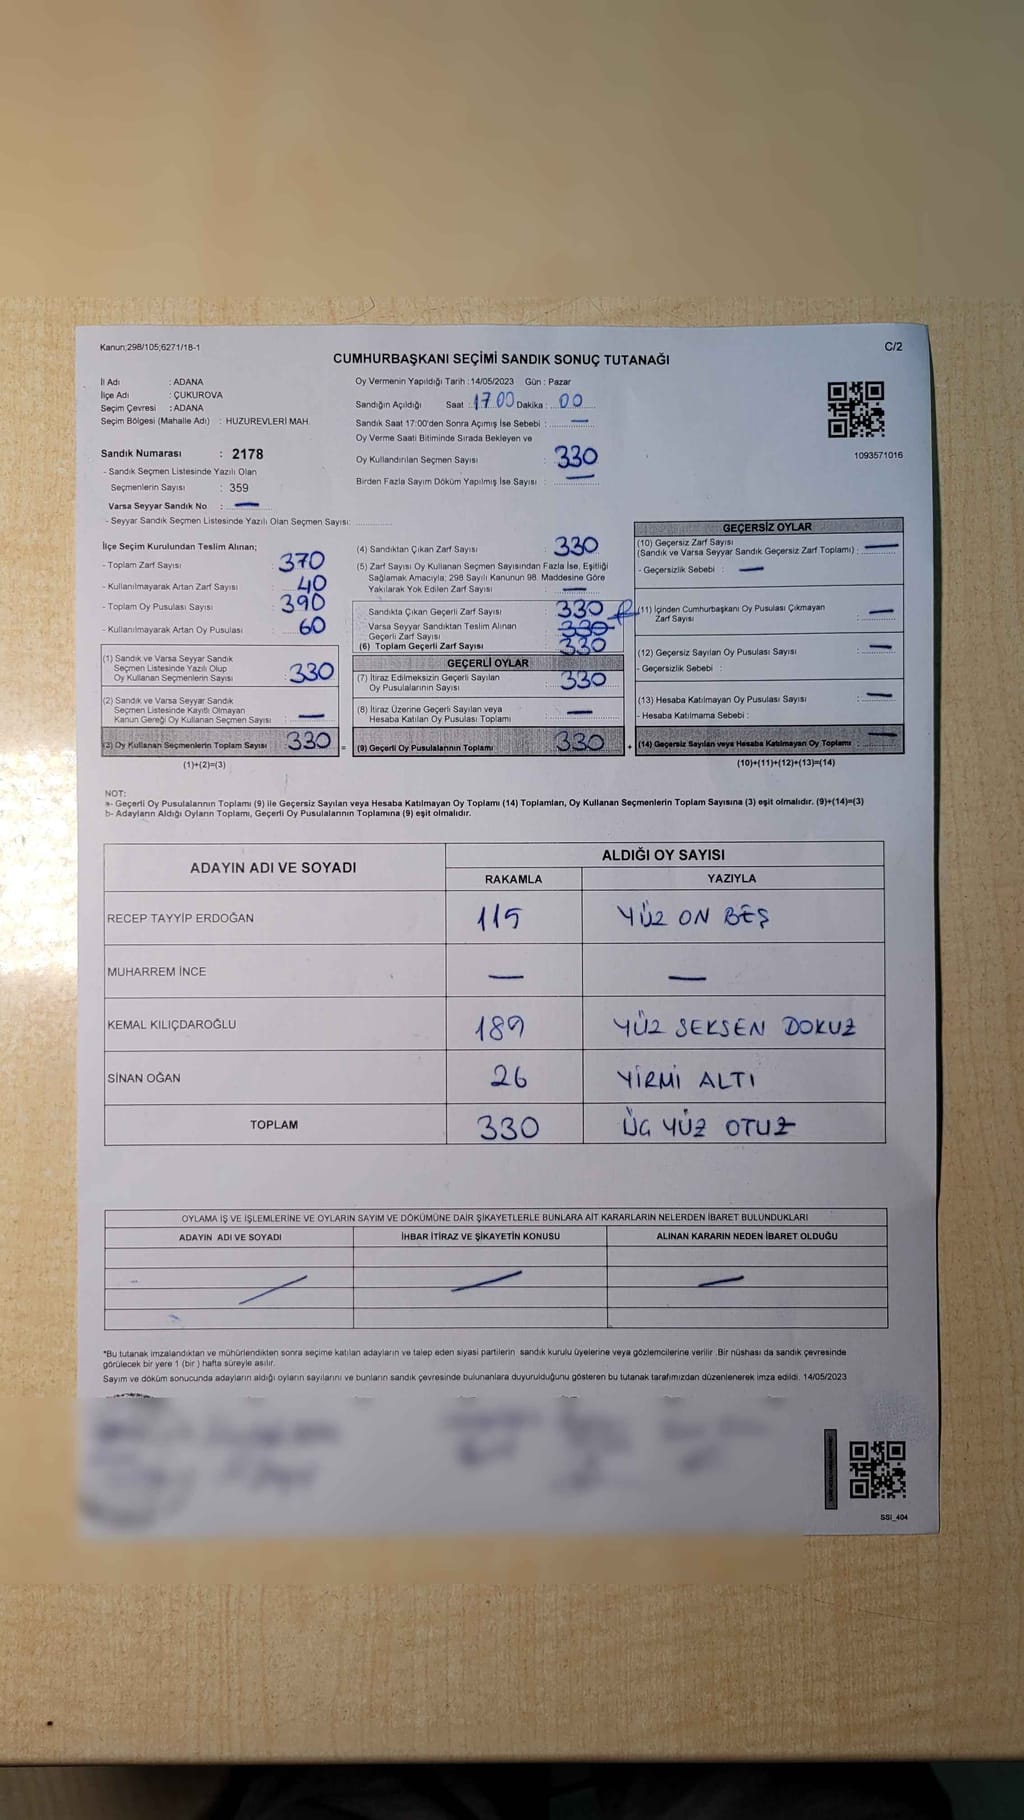 Kanun;298/105;6271/18-1
C/2
CUMHURBAŞKANI SEÇİMİ SANDIK SONUÇ TUTANAĞI
İl Adı : ADANA
İlçe Adı : ÇUKUROVA
Seçim Çevresi : ADANA
Seçim Bölgesi (Mahalle Adı) : HUZUREVLERİ MAH.
Sandık Numarası : 2178
- Sandık Seçmen Listesinde Yazılı Olan
Seçmenlerin Sayısı : 359
Varsa Seyyar Sandık No : —
- Seyyar Sandık Seçmen Listesinde Yazılı Olan Seçmen Sayısı:
Oy Vermenin Yapıldığı Tarih : 14/05/2023 Gün : Pazar
Sandığın Açıldığı Saat : 17 00 Dakika : 00
Sandık Saat 17:00'den Sonra Açımış İse Sebebi : —
Oy Verme Saati Bitiminde Sırada Bekleyen ve
Oy Kullandırılan Seçmen Sayısı : 330
Birden Fazla Sayım Döküm Yapılmış İse Sayısı : —
1093571016
İlçe Seçim Kurulundan Teslim Alınan;
- Toplam Zarf Sayısı : 370
- Kullanılmayarak Artan Zarf Sayısı : 40
- Toplam Oy Pusulası Sayısı : 390
- Kullanılmayarak Artan Oy Pusulası : 60
(1) Sandık ve Varsa Seyyar Sandık
Seçmen Listesinde Yazılı Olup
Oy Kullanan Seçmenlerin Sayısı : 330
(2) Sandık ve Varsa Seyyar Sandık
Seçmen Listesinde Kayıtlı Olmayan
Kanun Gereği Oy Kullanan Seçmen Sayısı : —
(3) Oy Kullanan Seçmenlerin Toplam Sayısı : 330 =
(1)+(2)=(3)
(4) Sandıktan Çıkan Zarf Sayısı : 330
(5) Zarf Sayısı Oy Kullanan Seçmen Sayısından Fazla İse, Eşitliği
Sağlamak Amacıyla; 298 Sayılı Kanunun 98. Maddesine Göre
Yakılarak Yok Edilen Zarf Sayısı : —
Sandıkta Çıkan Geçerli Zarf Sayısı : 330
Varsa Seyyar Sandıktan Teslim Alınan
Geçerli Zarf Sayısı : 330
(6) Toplam Geçerli Zarf Sayısı : 330
GEÇERLİ OYLAR
(7) İtiraz Edilmeksizin Geçerli Sayılan
Oy Pusulalarının Sayısı : 330
(8) İtiraz Üzerine Geçerli Sayılan veya
Hesaba Katılan Oy Pusulası Toplamı : —
(9) Geçerli Oy Pusulalarının Toplamı : 330 +
GEÇERSİZ OYLAR
(10) Geçersiz Zarf Sayısı
(Sandık ve Varsa Seyyar Sandık Geçersiz Zarf Toplamı) : —
- Geçersizlik Sebebi : —
(11) İçinden Cumhurbaşkanı Oy Pusulası Çıkmayan
Zarf Sayısı : —
(12) Geçersiz Sayılan Oy Pusulası Sayısı : —
- Geçersizlik Sebebi :
(13) Hesaba Katılmayan Oy Pusulası Sayısı : —
- Hesaba Katılmama Sebebi :
(14) Geçersiz Sayılan veya Hesaba Katılmayan Oy Toplamı : —
(10)+(11)+(12)+(13)=(14)
NOT:
a- Geçerli Oy Pusulalarının Toplamı (9) ile Geçersiz Sayılan veya Hesaba Katılmayan Oy Toplamı (14) Toplamları, Oy Kullanan Seçmenlerin Toplam Sayısına (3) eşit olmalıdır. (9)+(14)=(3)
b- Adayların Aldığı Oyların Toplamı, Geçerli Oy Pusulalarının Toplamına (9) eşit olmalıdır.
ADAYIN ADI VE SOYADI ALDIĞI OY SAYISI
RAKAMLA YAZIYLA
RECEP TAYYİP ERDOĞAN 115 YÜZ ON BEŞ
MUHARREM İNCE — —
KEMAL KILIÇDAROĞLU 189 YÜZ SEKSEN DOKUZ
SİNAN OĞAN 26 YİRMİ ALTI
TOPLAM 330 ÜÇ YÜZ OTUZ
OYLAMA İŞ VE İŞLEMLERİNE VE OYLARIN SAYIM VE DÖKÜMÜNE DAİR ŞİKAYETLERLE BUNLARA AİT KARARLARIN NELERDEN İBARET BULUNDUKLARI
ADAYIN ADI VE SOYADI İHBAR İTİRAZ VE ŞİKAYETİN KONUSU ALINAN KARARIN NEDEN İBARET OLDUĞU
*Bu tutanak imzalandıktan ve mühürlendikten sonra seçime katılan adayların ve talep eden siyasi partilerin sandık kurulu üyelerine veya gözlemcilerine verilir .Bir nüshası da sandık çevresinde
görülecek bir yere 1 (bir ) hafta süreyle asılır.
Sayım ve döküm sonucunda adayların aldığı oyların sayılarını ve bunların sandık çevresinde bulunanlara duyurulduğunu gösteren bu tutanak tarafımızdan düzenlenerek imza edildi. 14/05/2023
SSI_404